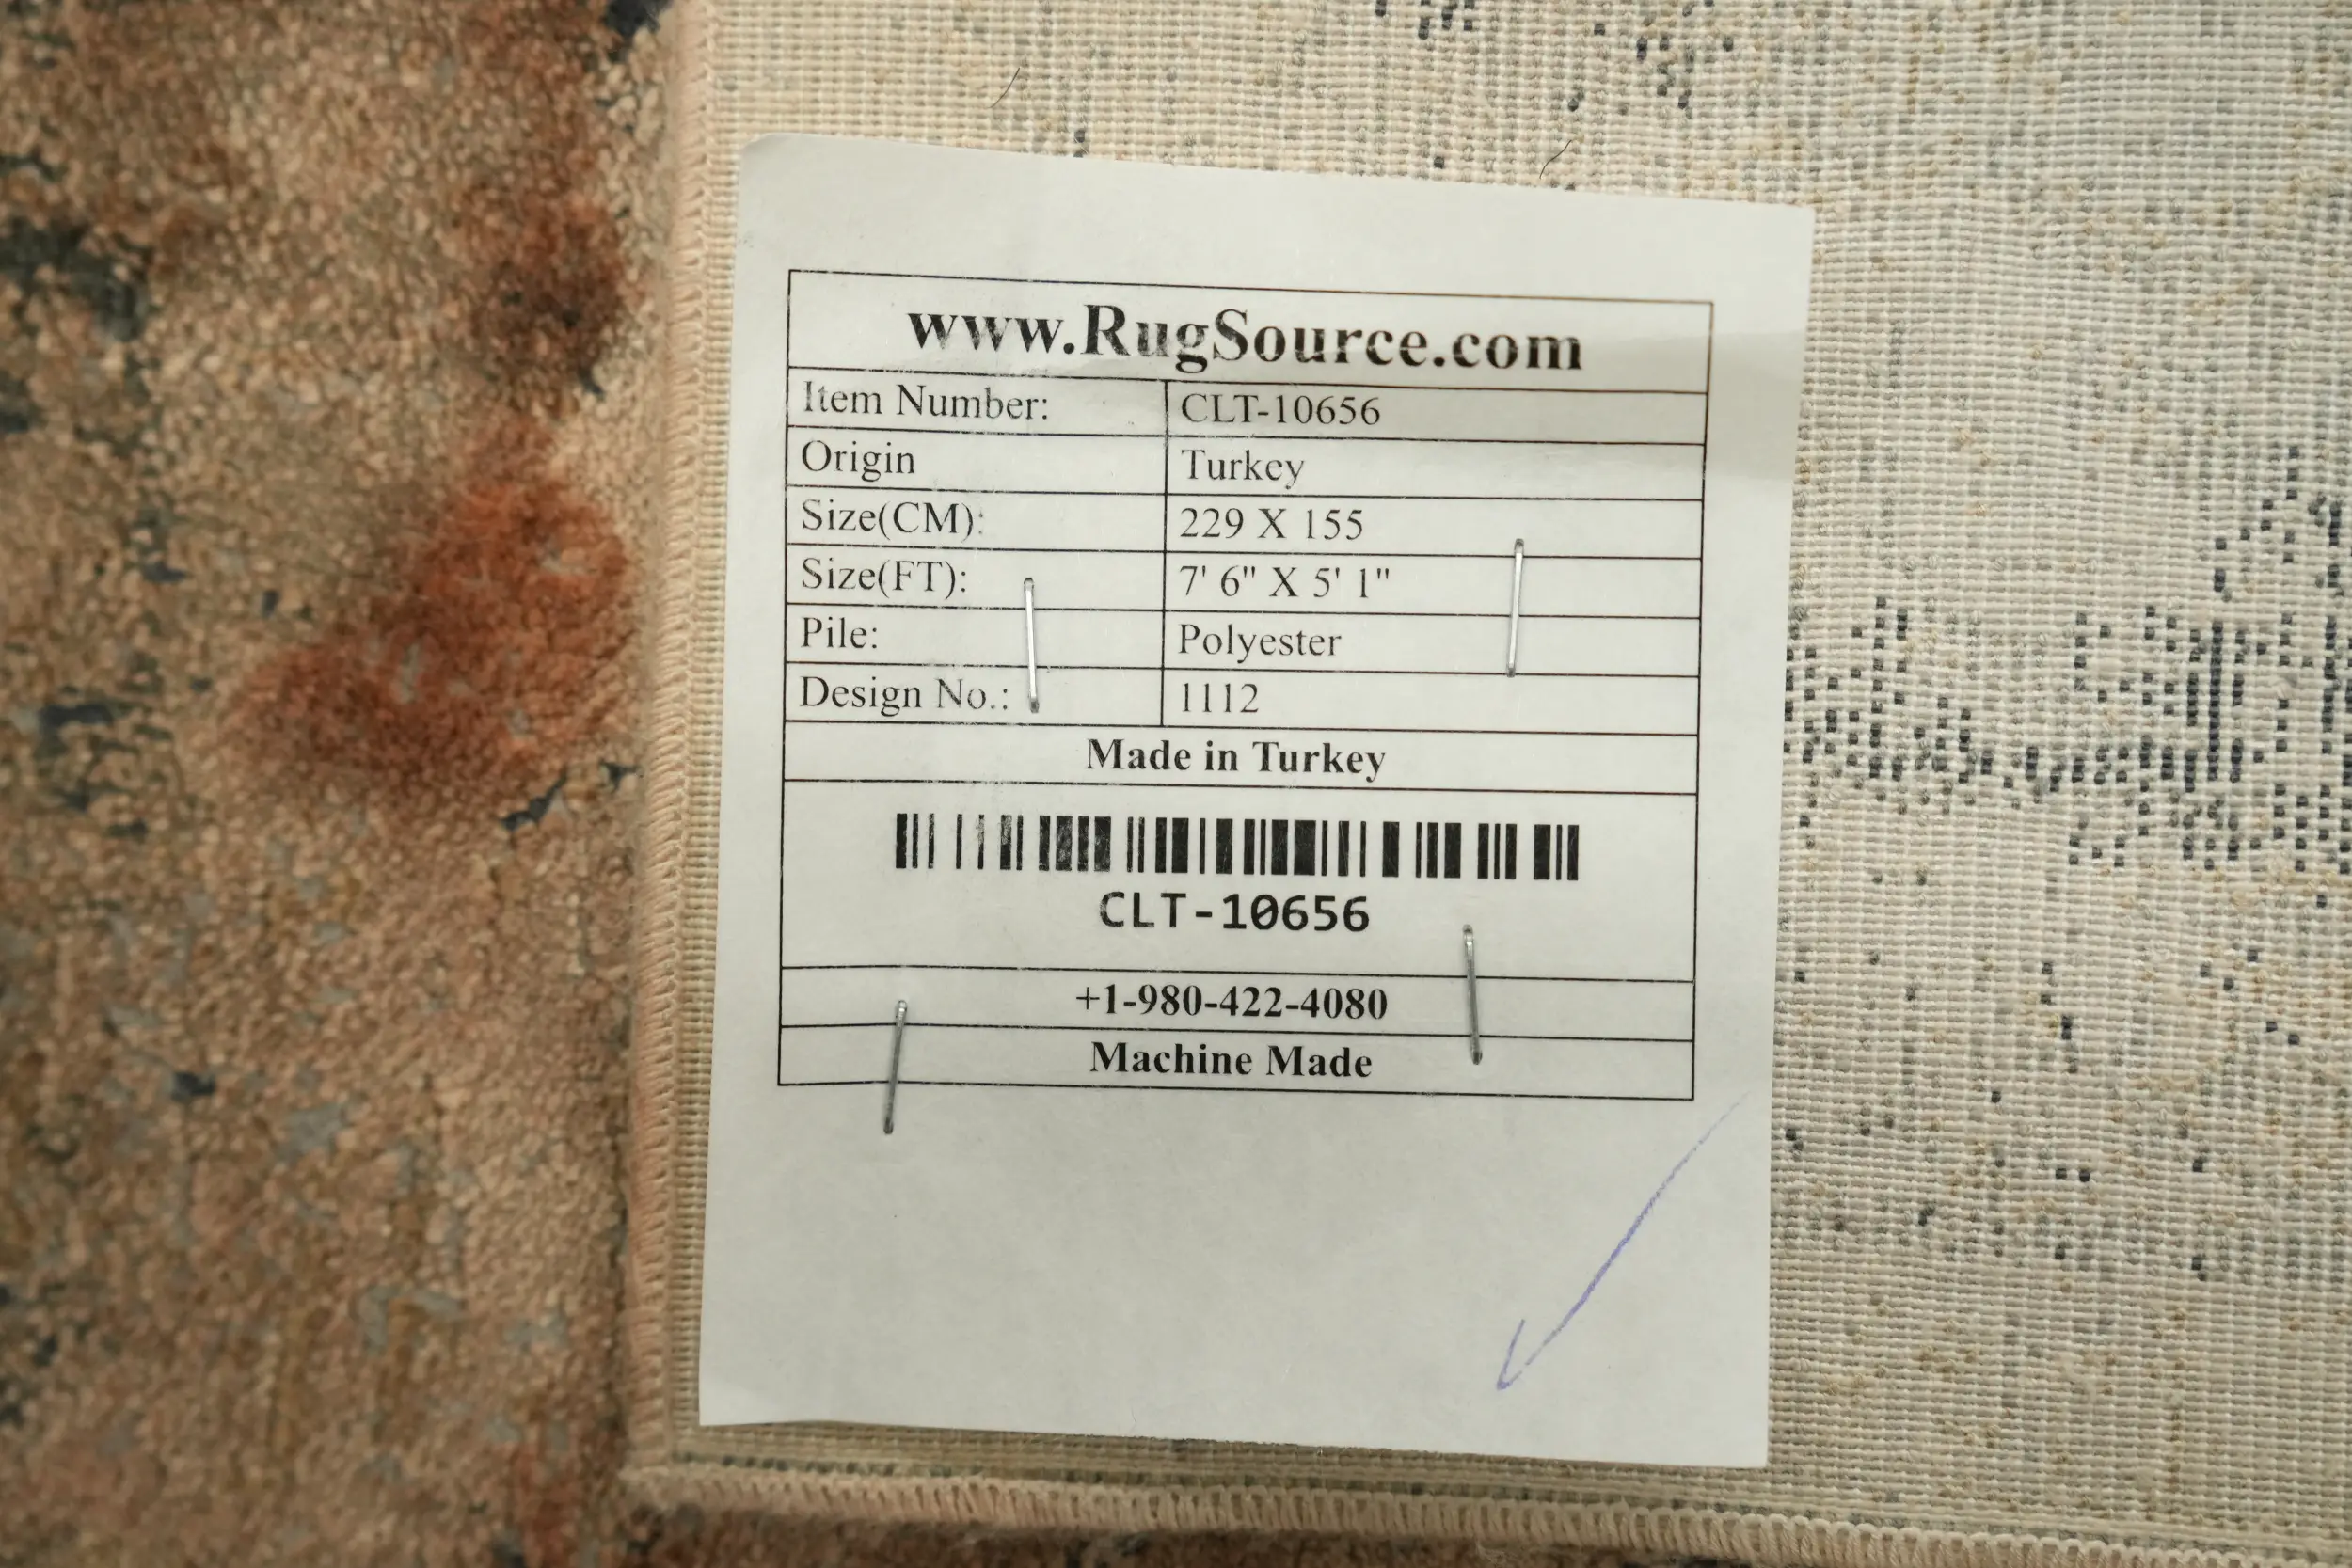 www.RugSource.com
Item Number: CLT-10656
Origin Turkey
Size(CM): 229 X 155
Size(FT): 7' 6" X 5' 1"
Pile: Polyester
Design No.: 1112
Made in Turkey
CLT-10656
+1-980-422-4080
Machine Made